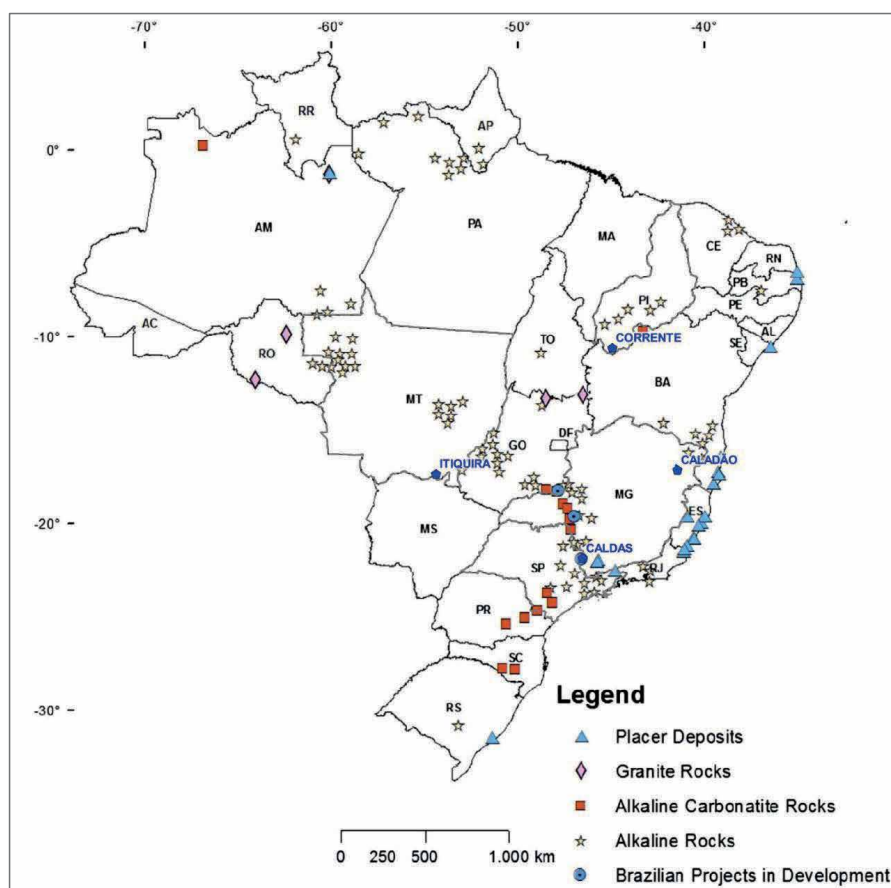 -70° -60° -50° -40°
RR
AP
0°
AM
PA
MA
CE
RN
PB
PI
PE
AC
-10°
AL
SE
TO
RO
CORRENTE
BA
MT
GO
DF
ITIQUIRA
CALADÃO
MG
MS
ES
-20°
CALDAS
SP
RJ
PR
SC
RS
-30°
Legend
Placer Deposits
Granite Rocks
Alkaline Carbonatite Rocks
Alkaline Rocks
Brazilian Projects in Development
0 250 500 1.000 km